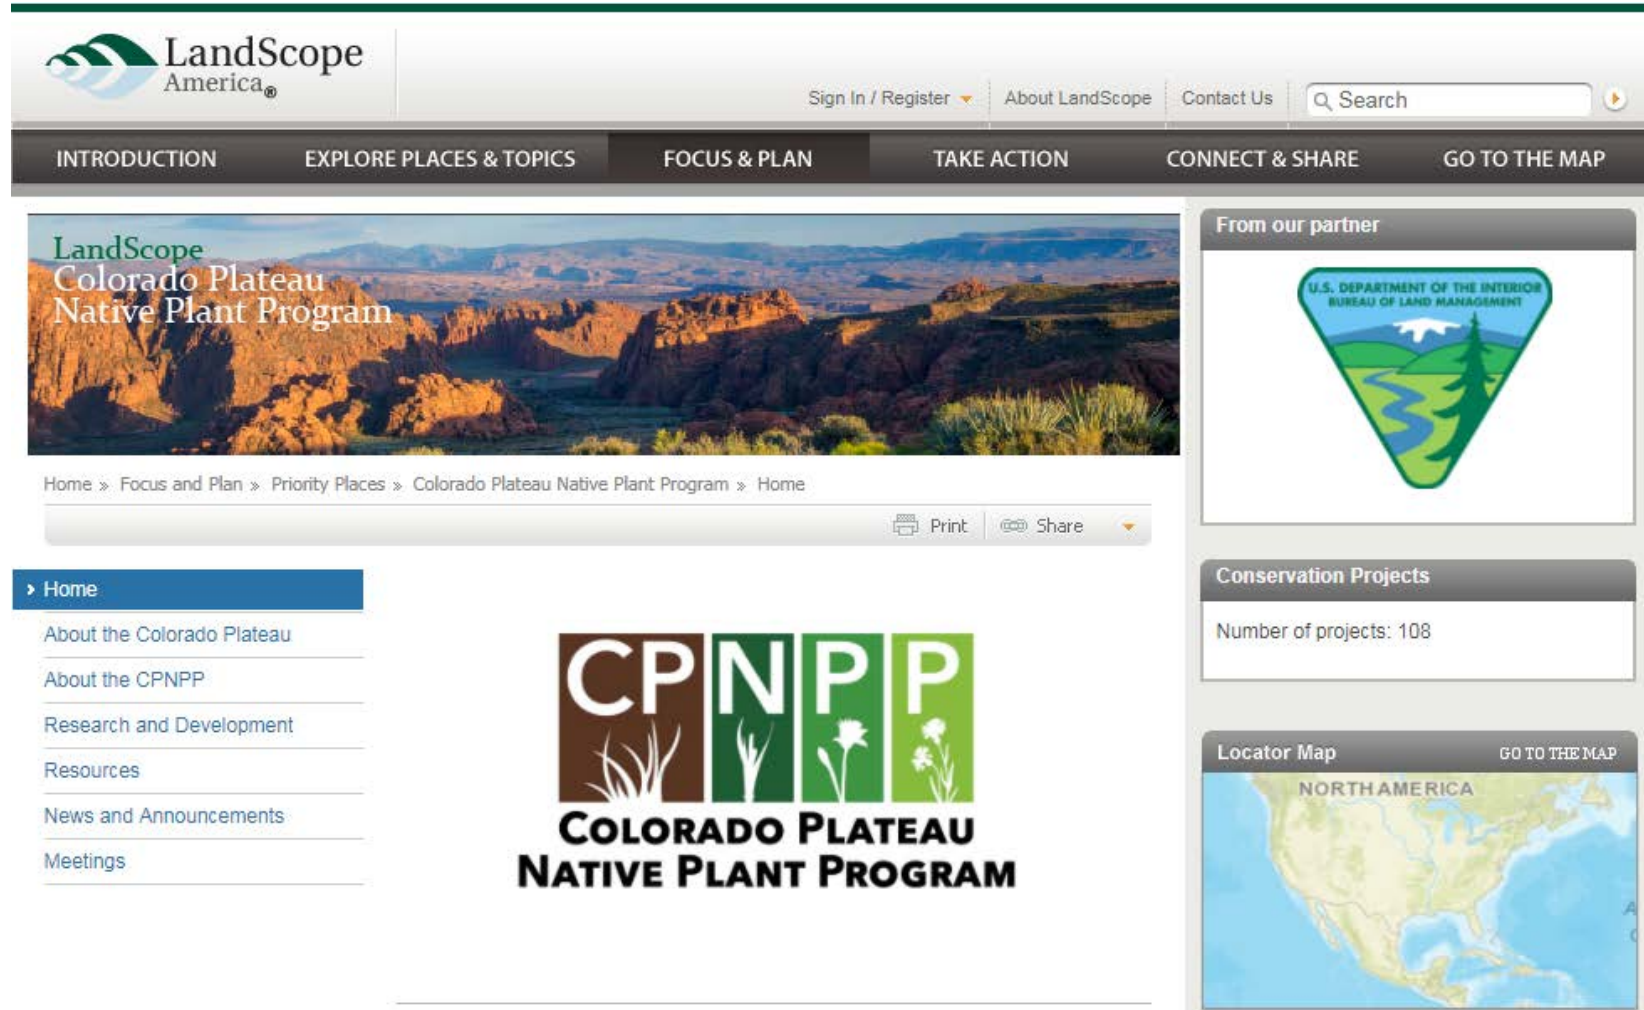 LandScope
America®
Sign In / Register
About LandScope
Contact Us
Search
INTRODUCTION
EXPLORE PLACES & TOPICS
FOCUS & PLAN
TAKE ACTION
CONNECT & SHARE
GO TO THE MAP
LandScope
Colorado Plateau
Native Plant Program
Home » Focus and Plan » Priority Places » Colorado Plateau Native Plant Program » Home
Print
Share
Home
About the Colorado Plateau
About the CPNPP
Research and Development
Resources
News and Announcements
Meetings
CPNPP
COLORADO PLATEAU
NATIVE PLANT PROGRAM
From our partner
U.S. DEPARTMENT OF THE INTERIOR
BUREAU OF LAND MANAGEMENT
Conservation Projects
Number of projects: 108
Locator Map
GO TO THE MAP
NORTH AMERICA